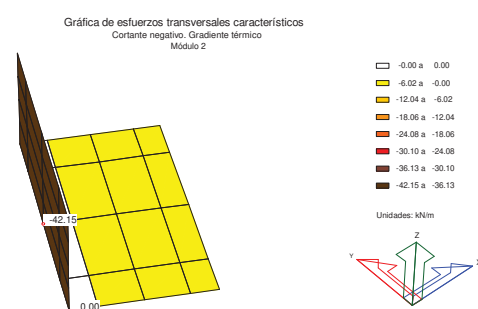 Gráfica de esfuerzos transversales característicos
Cortante negativo. Gradiente térmico
Módulo 2
-0.00 a 0.00
-6.02 a -0.00
-12.04 a -6.02
-18.06 a -12.04
-24.08 a -18.06
-30.10 a -24.08
-36.13 a -30.10
-42.15 a -36.13
-42.15
Unidades: kN/m
Z
Y
X
0.00